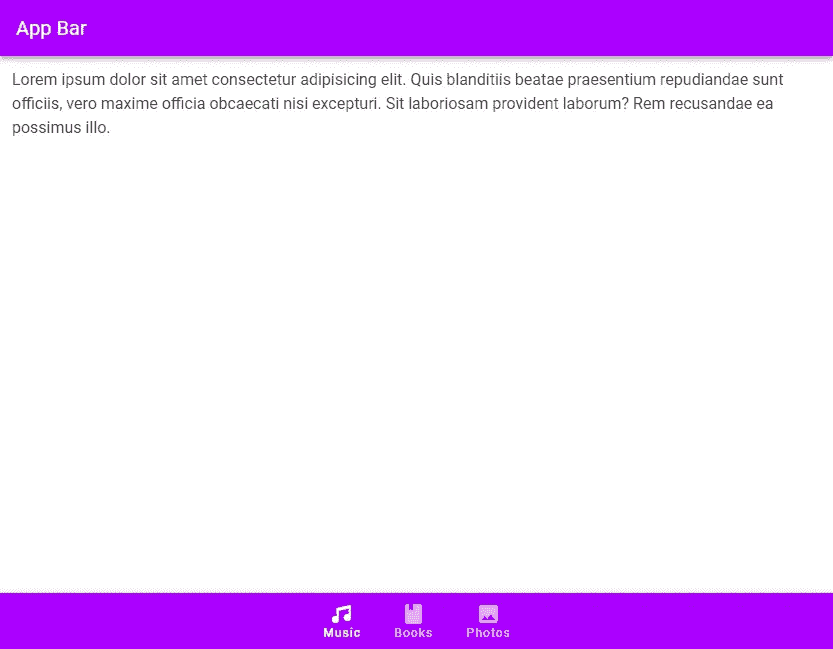 App Bar
Lorem ipsum dolor sit amet consectetur adipisicing elit. Quis blanditiis beatae praesentium repudiandae sunt
officiis, vero maxime officia obcaecati nisi excepturi. Sit laboriosam provident laborum? Rem recusandae ea
possimus illo.
Music Books Photos